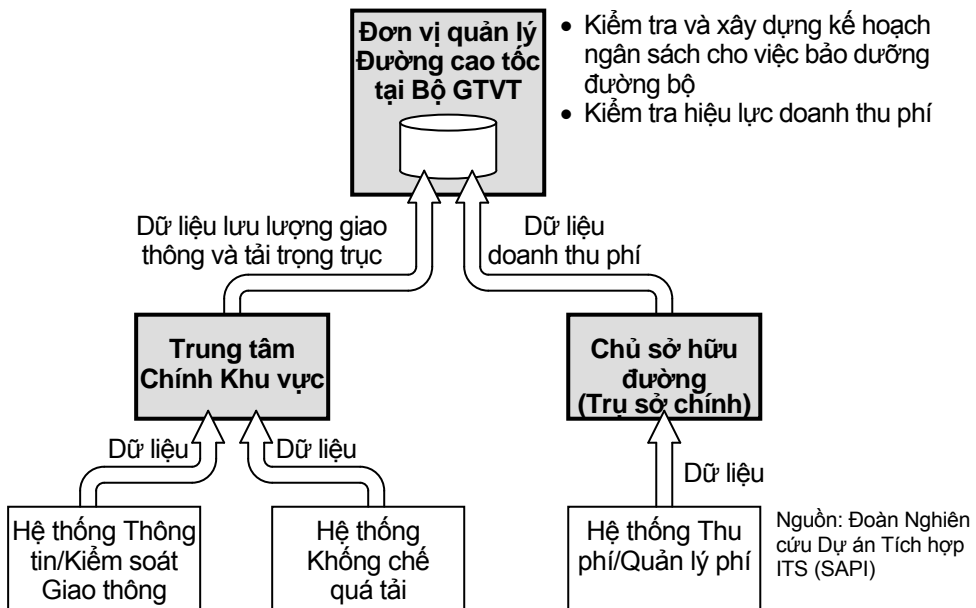 Đơn vị quản lý
Đường cao tốc
tại Bộ GTVT
• Kiểm tra và xây dựng kế hoạch
ngân sách cho việc bảo dưỡng
đường bộ
• Kiểm tra hiệu lực doanh thu phí
Dữ liệu lưu lượng giao
thông và tải trọng trục
Dữ liệu
doanh thu phí
Trung tâm
Chính Khu vực
Chủ sở hữu
đường
(Trụ sở chính)
Dữ liệu
Dữ liệu
Dữ liệu
Hệ thống Thông
tin/Kiểm soát
Giao thông
Hệ thống
Khống chế
quá tải
Hệ thống Thu
phí/Quản lý phí
Nguồn: Đoàn Nghiên
cứu Dự án Tích hợp
ITS (SAPI)